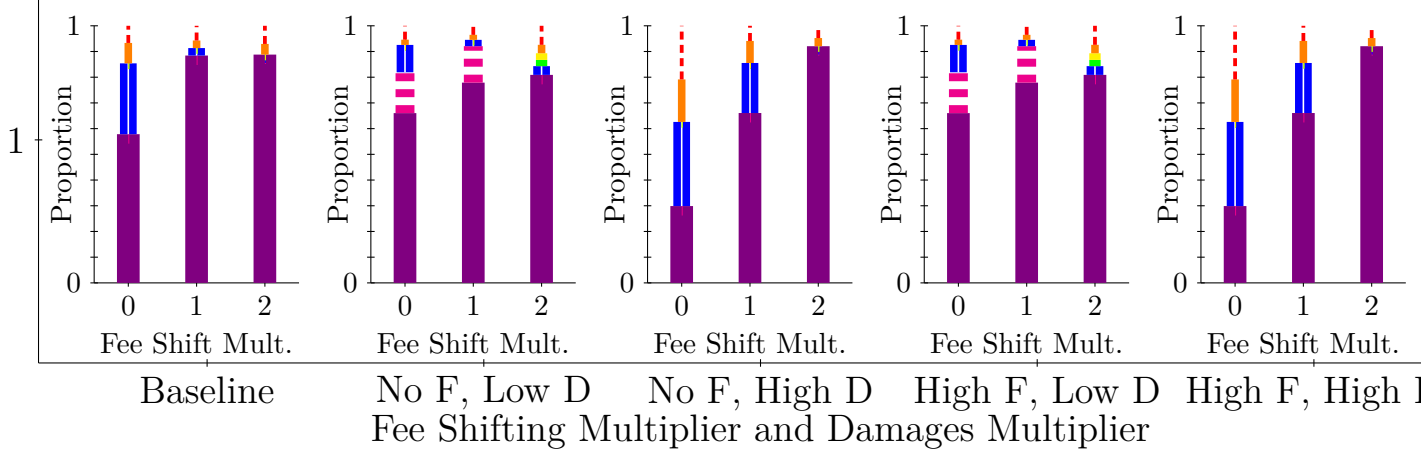 1
1 1 1 1 1
Proportion Proportion Proportion Proportion Proportion
0 0 0 0 0
0 1 2 0 1 2 0 1 2 0 1 2 0 1 2
Fee Shift Mult. Fee Shift Mult. Fee Shift Mult. Fee Shift Mult. Fee Shift Mult.
Baseline No F, Low D No F, High D High F, Low D High F, High
Fee Shifting Multiplier and Damages Multiplier